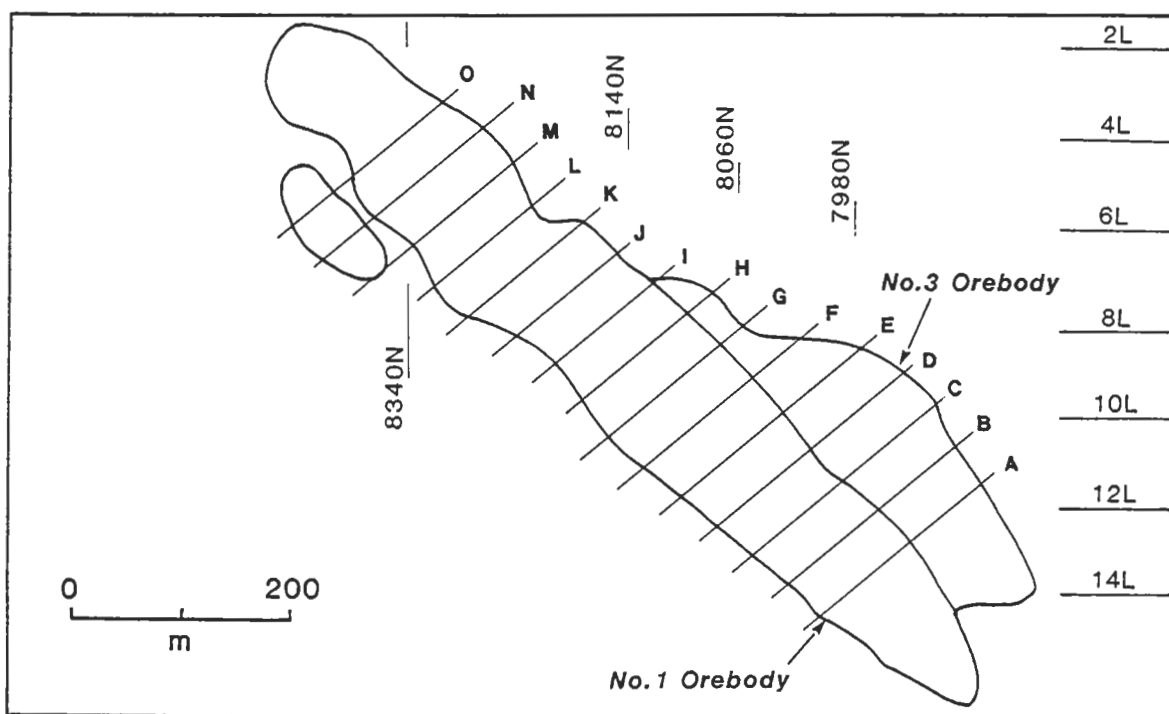 2L
O
N
8140N
4L
M
8060N
L
7980N
K
6L
J
I
H
No.3 Orebody
G
F
E
8L
D
8340N
C
10L
B
A
12L
0 200
14L
m
No.1 Orebody